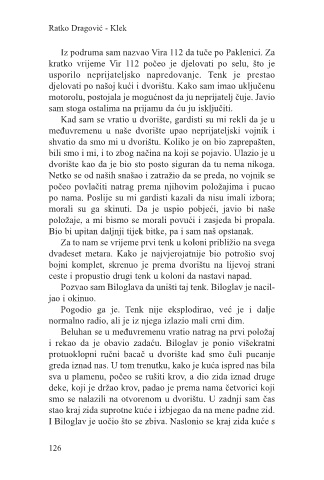 Ratko Dragović - Klek
Iz podruma sam nazvao Vira 112 da tuče po Paklenici. Za
kratko vrijeme Vir 112 počeo je djelovati po selu, što je
usporilo neprijateljsko napredovanje. Tenk je prestao
djelovati po našoj kući i dvorištu. Kako sam imao uključenu
motorolu, postojala je mogućnost da ju neprijatelj čuje. Javio
sam stoga ostalima na prijamu da ću ju isključiti.
Kad sam se vratio u dvorište, gardisti su mi rekli da je u
međuvremenu u naše dvorište upao neprijateljski vojnik i
shvatio da smo mi u dvorištu. Koliko je on bio zaprepašten,
bili smo i mi, i to zbog načina na koji se pojavio. Ulazio je u
dvorište kao da je bio sto posto siguran da tu nema nikoga.
Netko se od naših snašao i zatražio da se preda, no vojnik se
počeo povlačiti natrag prema njihovim položajima i pucao
po nama. Poslije su mi gardisti kazali da nisu imali izbora;
morali su ga skinuti. Da je uspio pobjeći, javio bi naše
položaje, a mi bismo se morali povući i zasjeda bi propala.
Bio bi upitan daljnji tijek bitke, pa i sam naš opstanak.
Za to nam se vrijeme prvi tenk u koloni približio na svega
dvadeset metara. Kako je najvjerojatnije bio potrošio svoj
bojni komplet, skrenuo je prema dvorištu na lijevoj strani
ceste i propustio drugi tenk u koloni da nastavi napad.
Pozvao sam Biloglava da uništi taj tenk. Biloglav je nacil-
jao i okinuo.
Pogodio ga je. Tenk nije eksplodirao, već je i dalje
normalno radio, ali je iz njega izlazio mali crni dim.
Beluhan se u međuvremenu vratio natrag na prvi položaj
i rekao da je obavio zadaću. Biloglav je ponio višekratni
protuoklopni ručni bacač u dvorište kad smo čuli pucanje
greda iznad nas. U tom trenutku, kako je kuća ispred nas bila
sva u plamenu, počeo se rušiti krov, a dio zida iznad druge
deke, koji je držao krov, padao je prema nama četvorici koji
smo se nalazili na otvorenom u dvorištu. U zadnji sam čas
stao kraj zida suprotne kuće i izbjegao da na mene padne zid.
I Biloglav je uočio što se zbiva. Naslonio se kraj zida kuće s
126